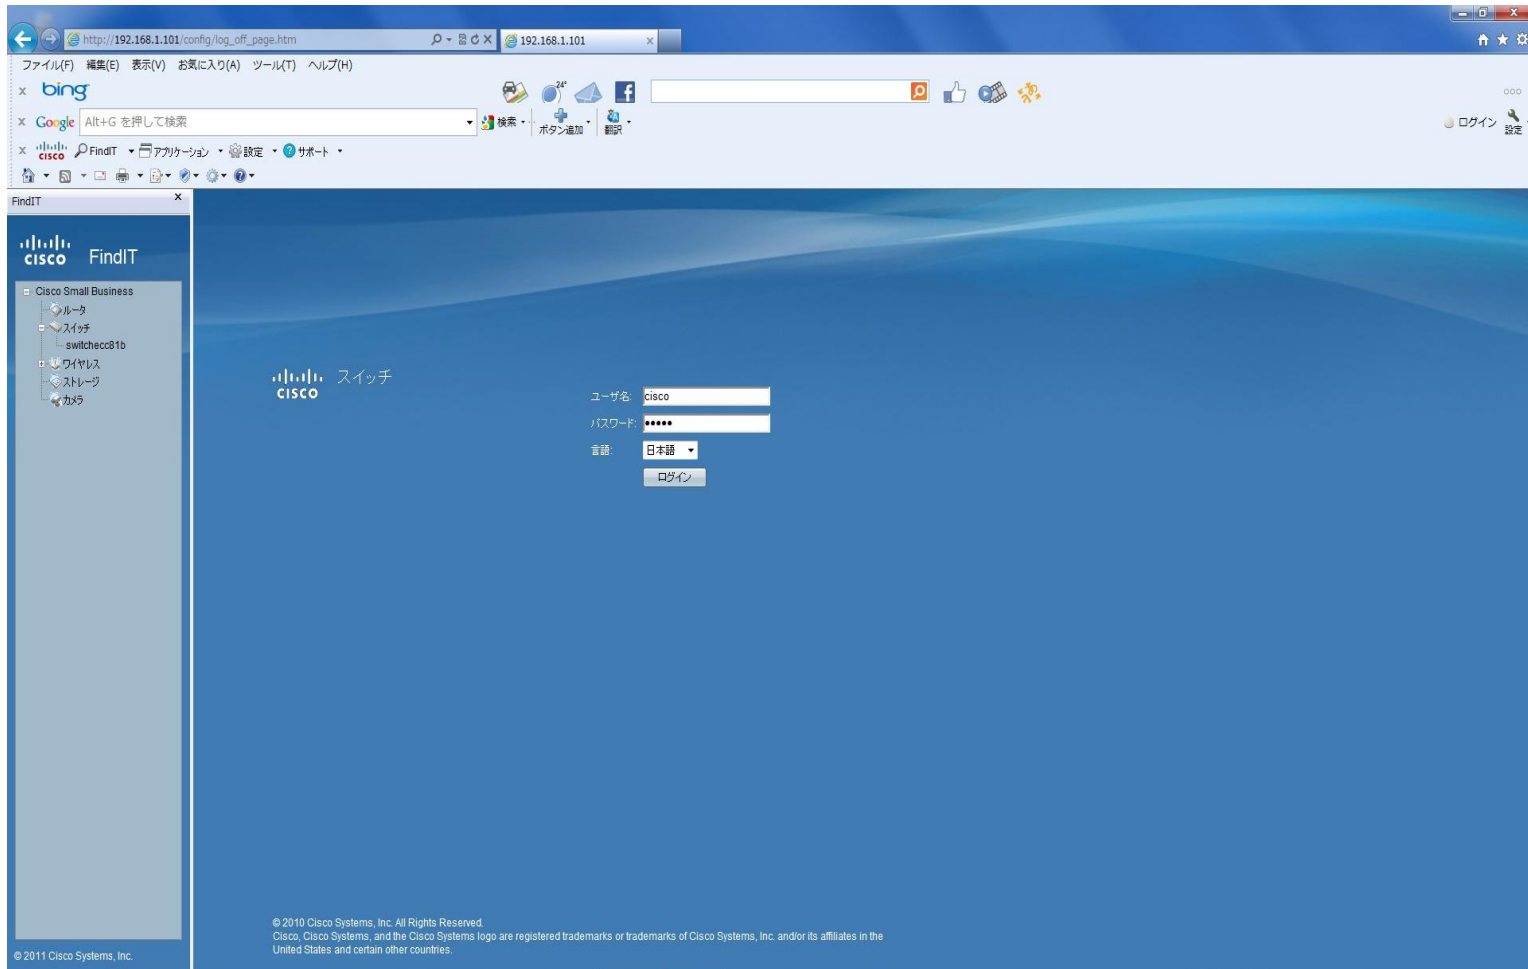 http://192.168.1.101/config/log_off_page.htm
192.168.1.101
ファイル(F) 編集(E) 表示(V) お気に入り(A) ツール(T) ヘルプ(H)
x bing 24°
x Google Alt+G を押して検索 検索 ボタン追加 翻訳 ログイン 設定
x cisco FindIT アプリケーション 設定 サポート
FindIT x
cisco FindIT
Cisco Small Business
ルータ
スイッチ
switchecc81b
ワイヤレス
ストレージ
カメラ
© 2011 Cisco Systems, Inc.
cisco スイッチ
ユーザ名: cisco
パスワード: •••••
言語: 日本語
ログイン
© 2010 Cisco Systems, Inc. All Rights Reserved.
Cisco, Cisco Systems, and the Cisco Systems logo are registered trademarks or trademarks of Cisco Systems, Inc. and/or its affiliates in the
United States and certain other countries.